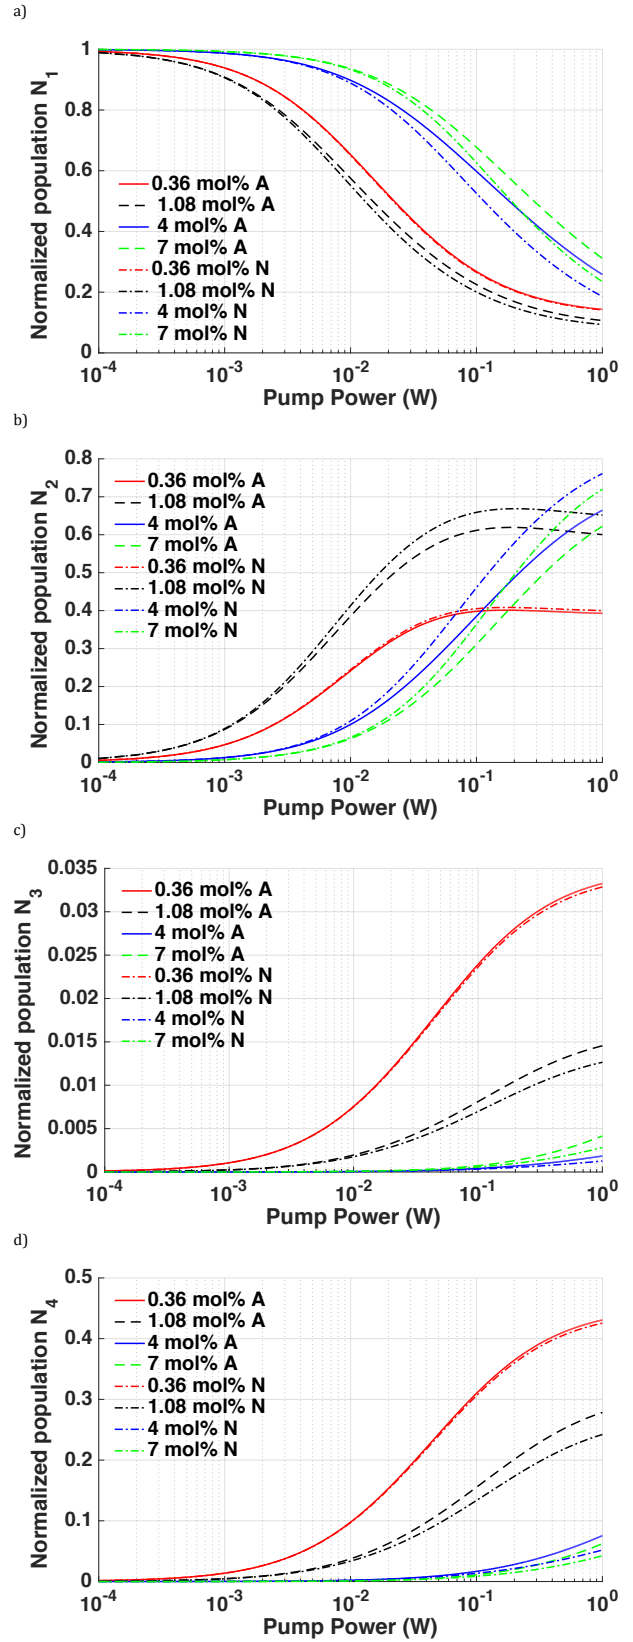 a)
Normalized population N1
1
0.8
0.6
0.4
0.2
0
0.36 mol% A
1.08 mol% A
4 mol% A
7 mol% A
0.36 mol% N
1.08 mol% N
4 mol% N
7 mol% N
10-4 10-3 10-2 10-1 100
Pump Power (W)
b)
Normalized population N2
0.8
0.7
0.6
0.5
0.4
0.3
0.2
0.1
0
0.36 mol% A
1.08 mol% A
4 mol% A
7 mol% A
0.36 mol% N
1.08 mol% N
4 mol% N
7 mol% N
10-4 10-3 10-2 10-1 100
Pump Power (W)
c)
Normalized population N3
0.035
0.03
0.025
0.02
0.015
0.01
0.005
0
0.36 mol% A
1.08 mol% A
4 mol% A
7 mol% A
0.36 mol% N
1.08 mol% N
4 mol% N
7 mol% N
10-4 10-3 10-2 10-1 100
Pump Power (W)
d)
Normalized population N4
0.5
0.4
0.3
0.2
0.1
0
0.36 mol% A
1.08 mol% A
4 mol% A
7 mol% A
0.36 mol% N
1.08 mol% N
4 mol% N
7 mol% N
10-4 10-3 10-2 10-1 100
Pump Power (W)